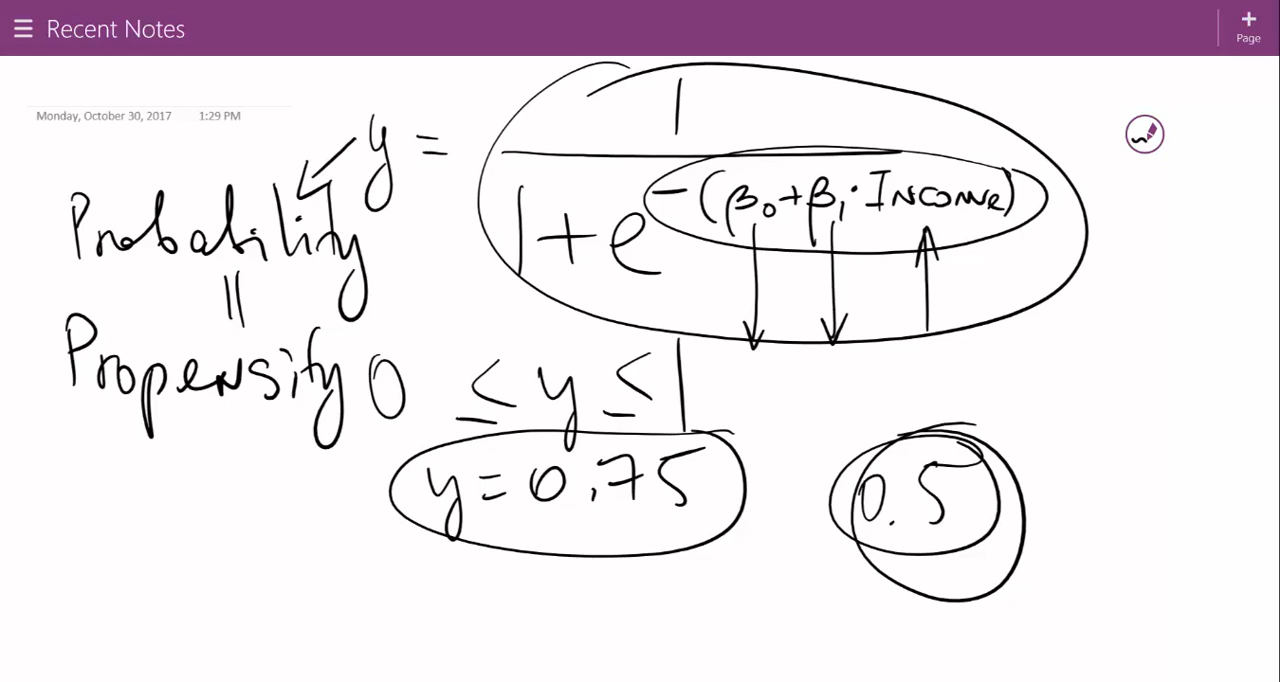 Recent Notes
+
Page
Monday, October 30, 2017 1:29 PM
y = 1 / 1+e^-(β₀+β₁·Income)
Probability
=
Propensity
0 ≤ y ≤ 1
y=0.75
0.5